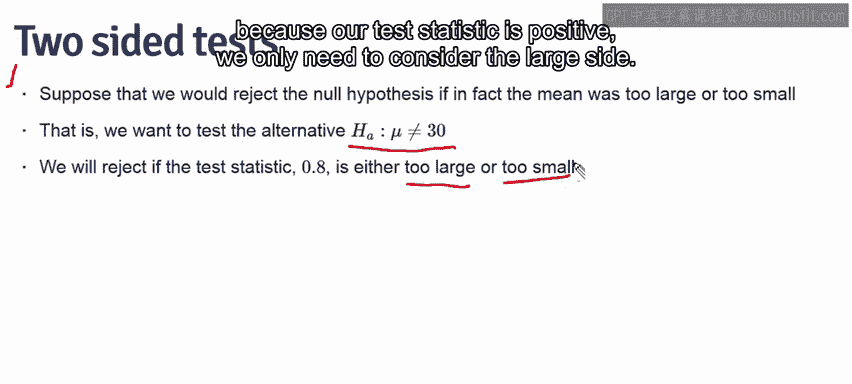 because our test statistic is positive,
Two sided tests
we only need to consider the large side.
· Suppose that we would reject the null hypothesis if in fact the mean was too large or too small
· That is, we want to test the alternative Hₐ : μ ≠ 30
· We will reject if the test statistic, 0.8, is either too large or too small